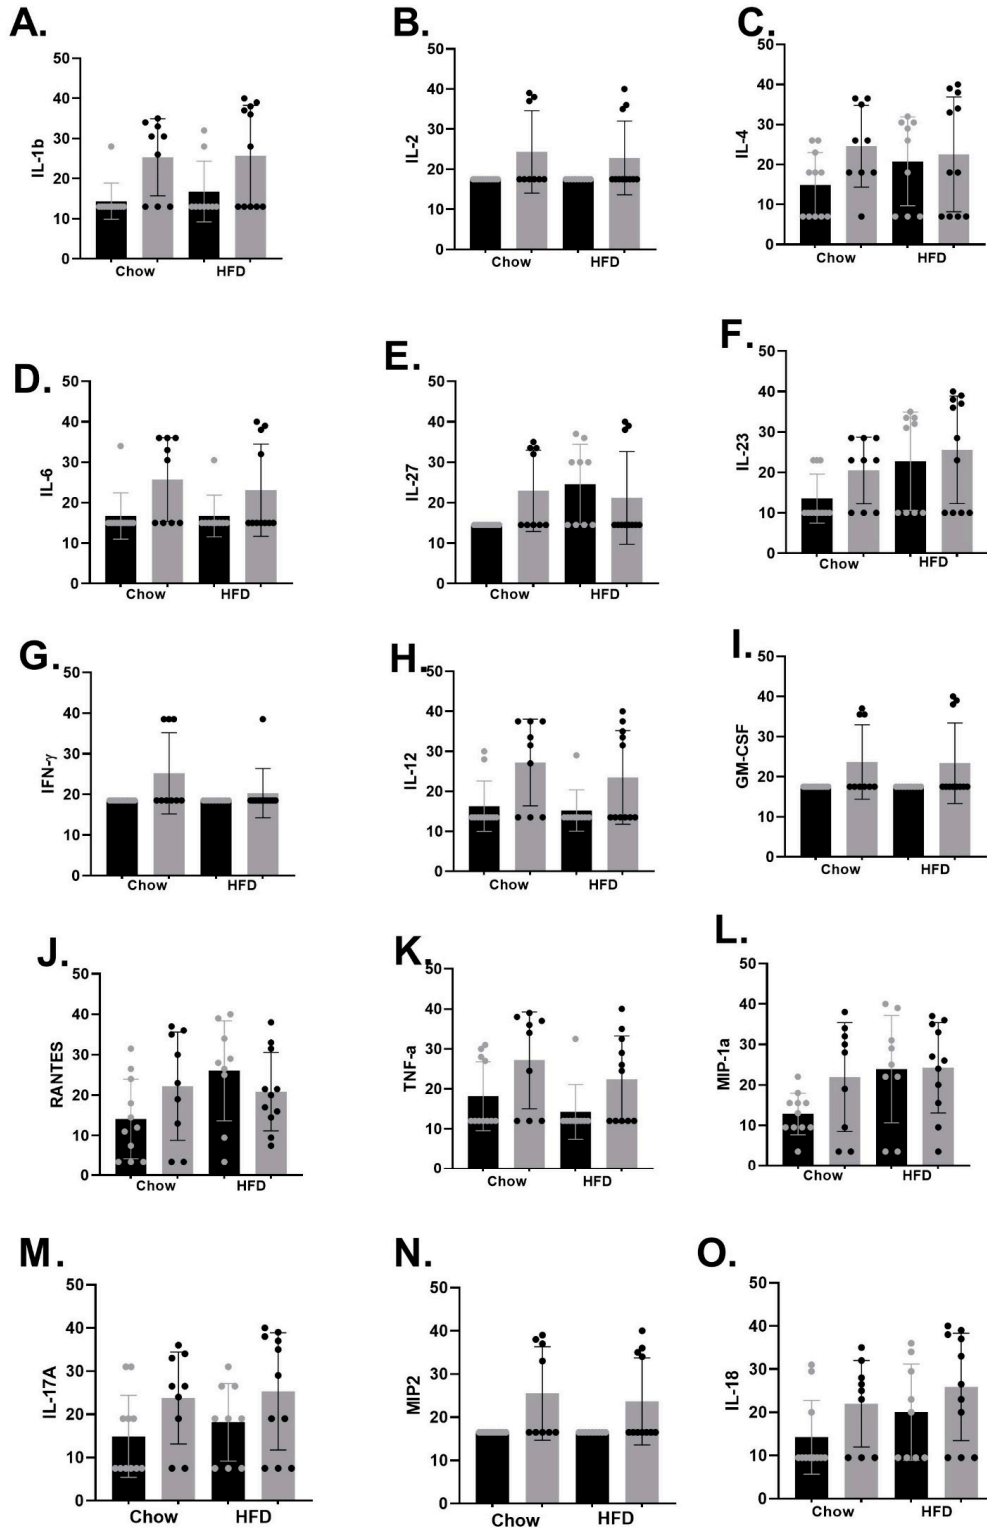 A.
50
40
30
20
10
0
IL-1b
Chow
HFD
B.
50
40
30
20
10
0
IL-2
Chow
HFD
C.
50
40
30
20
10
0
IL-4
Chow
HFD
D.
50
40
30
20
10
0
IL-6
Chow
HFD
E.
50
40
30
20
10
0
IL-27
Chow
HFD
F.
50
40
30
20
10
0
IL-23
Chow
HFD
G.
50
40
30
20
10
0
IFN-γ
Chow
HFD
H.
50
40
30
20
10
0
IL-12
Chow
HFD
I.
50
40
30
20
10
0
GM-CSF
Chow
HFD
J.
50
40
30
20
10
0
RANTES
Chow
HFD
K.
50
40
30
20
10
0
TNF-a
Chow
HFD
L.
50
40
30
20
10
0
MIP-1a
Chow
HFD
M.
50
40
30
20
10
0
IL-17A
Chow
HFD
N.
50
40
30
20
10
0
MIP2
Chow
HFD
O.
50
40
30
20
10
0
IL-18
Chow
HFD